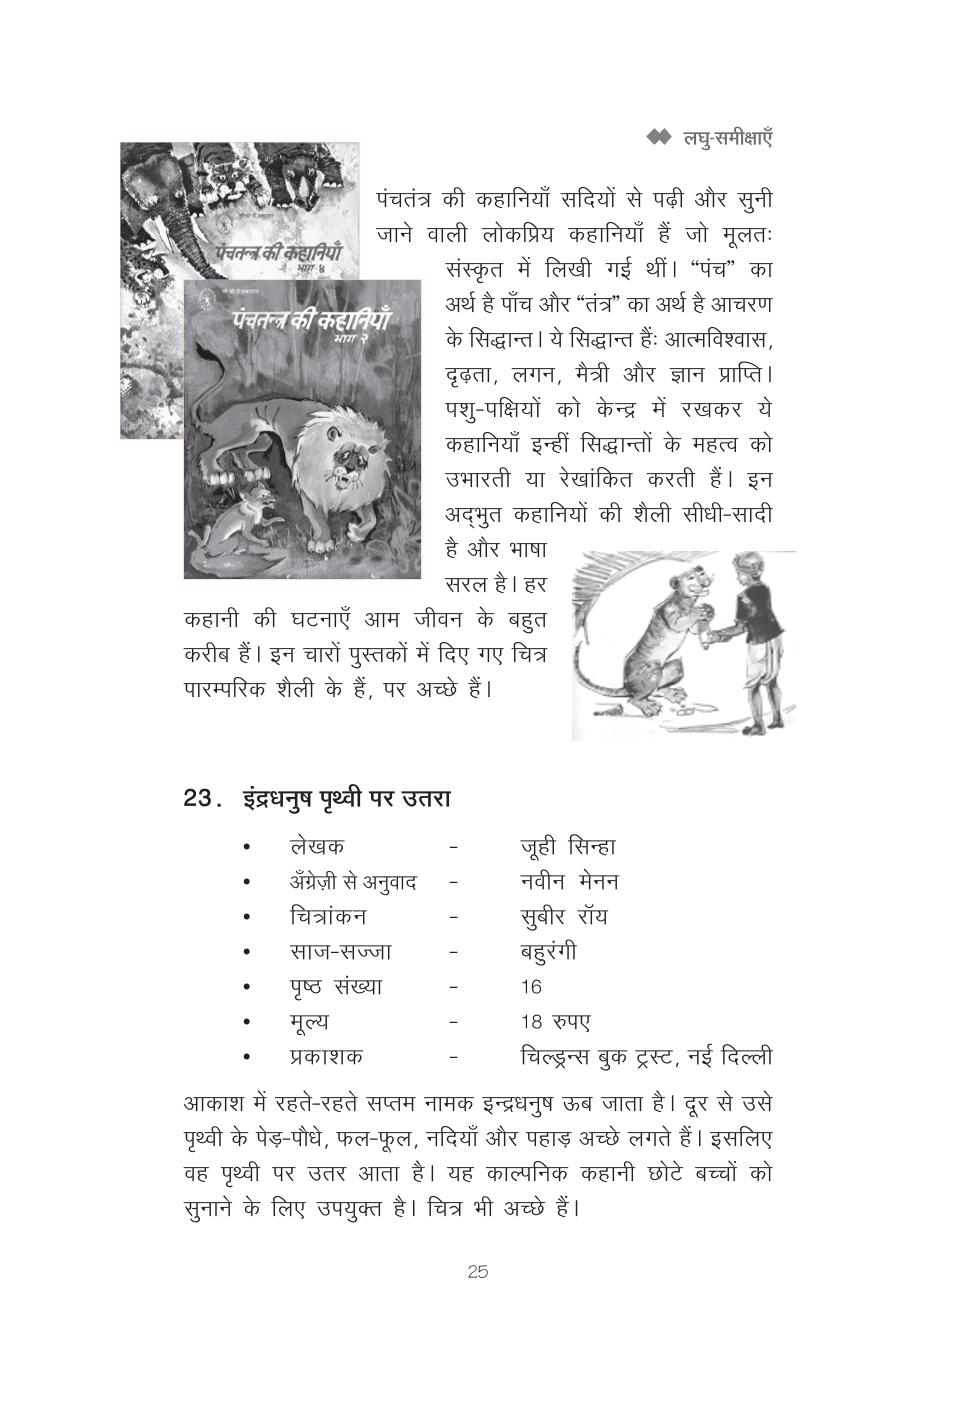 लघु-समीक्षाएँ
पंचतन्त्र की कहानियाँ
भाग ४
पंचतन्त्र की कहानियाँ
भाग २
पंचतंत्र की कहानियाँ सदियों से पढ़ी और सुनी
जाने वाली लोकप्रिय कहानियाँ हैं जो मूलतः
संस्कृत में लिखी गई थीं। “पंच” का
अर्थ है पाँच और “तंत्र” का अर्थ है आचरण
के सिद्धान्त। ये सिद्धान्त हैंः आत्मविश्वास,
दृढ़ता, लगन, मैत्री और ज्ञान प्राप्ति।
पशु-पक्षियों को केन्द्र में रखकर ये
कहानियाँ इन्हीं सिद्धान्तों के महत्व को
उभारती या रेखांकित करती हैं। इन
अद्भुत कहानियों की शैली सीधी-सादी
है और भाषा
सरल है। हर
कहानी की घटनाएँ आम जीवन के बहुत
करीब हैं। इन चारों पुस्तकों में दिए गए चित्र
पारम्परिक शैली के हैं, पर अच्छे हैं।
23. इंद्रधनुष पृथ्वी पर उतरा
• लेखक - जूही सिन्हा
• अँग्रेज़ी से अनुवाद - नवीन मेनन
• चित्रांकन - सुबीर रॉय
• साज-सज्जा - बहुरंगी
• पृष्ठ संख्या - 16
• मूल्य - 18 रुपए
• प्रकाशक - चिल्ड्रन्स बुक ट्रस्ट, नई दिल्ली
आकाश में रहते-रहते सप्तम नामक इन्द्रधनुष ऊब जाता है। दूर से उसे
पृथ्वी के पेड़-पौधे, फल-फूल, नदियाँ और पहाड़ अच्छे लगते हैं। इसलिए
वह पृथ्वी पर उतर आता है। यह काल्पनिक कहानी छोटे बच्चों को
सुनाने के लिए उपयुक्त है। चित्र भी अच्छे हैं।
25